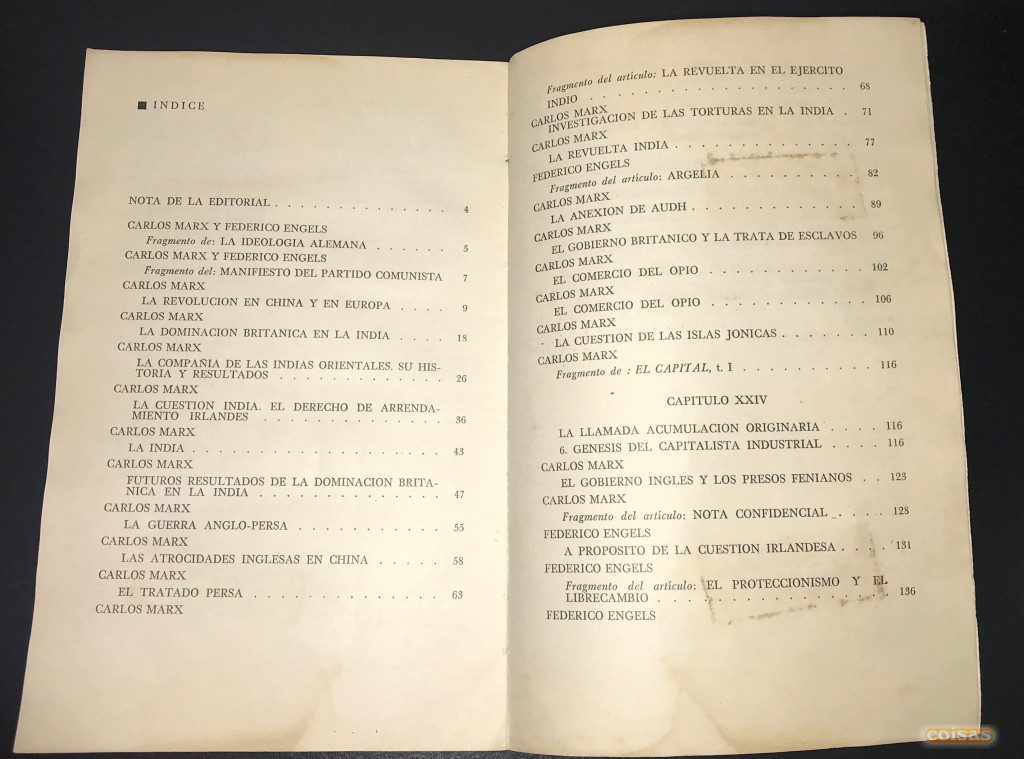 ■ INDICE
NOTA DE LA EDITORIAL . . . . . . . . . . . . . . 4
CARLOS MARX Y FEDERICO ENGELS
Fragmento de: LA IDEOLOGIA ALEMANA . . . . . . 5
CARLOS MARX Y FEDERICO ENGELS
Fragmento del: MANIFIESTO DEL PARTIDO COMUNISTA 7
CARLOS MARX
LA REVOLUCION EN CHINA Y EN EUROPA . . . . 9
CARLOS MARX
LA DOMINACION BRITANICA EN LA INDIA . . . . 18
CARLOS MARX
LA COMPAÑIA DE LAS INDIAS ORIENTALES. SU HIS-
TORIA Y RESULTADOS . . . . . . . . . . . . . 26
CARLOS MARX
LA CUESTION INDIA. EL DERECHO DE ARRENDA-
MIENTO IRLANDES . . . . . . . . . . . . . . 36
CARLOS MARX
LA INDIA . . . . . . . . . . . . . . . . . . . 43
CARLOS MARX
FUTUROS RESULTADOS DE LA DOMINACION BRITA-
NICA EN LA INDIA . . . . . . . . . . . . . . 47
CARLOS MARX
LA GUERRA ANGLO-PERSA . . . . . . . . . . . 55
CARLOS MARX
LAS ATROCIDADES INGLESAS EN CHINA . . . . . 58
CARLOS MARX
EL TRATADO PERSA . . . . . . . . . . . . . . 63
CARLOS MARX
Fragmento del artículo: LA REVUELTA EN EL EJERCITO
INDIO . . . . . . . . . . . . . . . . . . . . 68
CARLOS MARX
INVESTIGACION DE LAS TORTURAS EN LA INDIA . 71
CARLOS MARX
LA REVUELTA INDIA . . . . . . . . . . . . . . 77
FEDERICO ENGELS
Fragmento del artículo: ARGELIA . . . . . . . . . . 82
CARLOS MARX
LA ANEXION DE AUDH . . . . . . . . . . . . . 89
CARLOS MARX
EL GOBIERNO BRITANICO Y LA TRATA DE ESCLAVOS 96
CARLOS MARX
EL COMERCIO DEL OPIO . . . . . . . . . . . . 102
CARLOS MARX
EL COMERCIO DEL OPIO . . . . . . . . . . . . 106
CARLOS MARX
LA CUESTION DE LAS ISLAS JONICAS . . . . . . . 110
CARLOS MARX
Fragmento de : EL CAPITAL, t. I . . . . . . . . . . 116
CAPITULO XXIV
LA LLAMADA ACUMULACION ORIGINARIA . . . . 116
6. GENESIS DEL CAPITALISTA INDUSTRIAL . . . . 116
CARLOS MARX
EL GOBIERNO INGLES Y LOS PRESOS FENIANOS . . 123
CARLOS MARX
Fragmento del artículo: NOTA CONFIDENCIAL . . . . 128
FEDERICO ENGELS
A PROPOSITO DE LA CUESTION IRLANDESA . . . . 131
FEDERICO ENGELS
Fragmento del artículo: EL PROTECCIONISMO Y EL
LIBRECAMBIO . . . . . . . . . . . . . . . . . 136
FEDERICO ENGELS
coisas